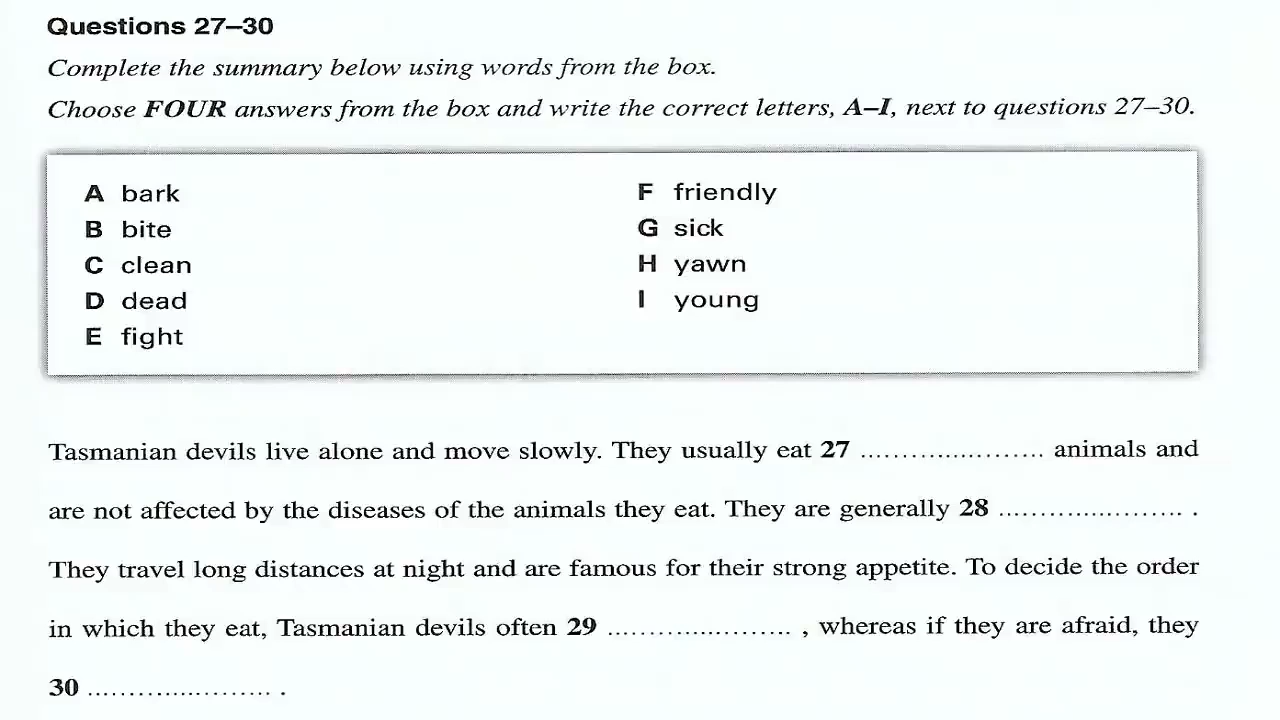 Questions 27–30
Complete the summary below using words from the box.
Choose FOUR answers from the box and write the correct letters, A–I, next to questions 27–30.
A bark
B bite
C clean
D dead
E fight
F friendly
G sick
H yawn
I young
Tasmanian devils live alone and move slowly. They usually eat 27 ...................... animals and
are not affected by the diseases of the animals they eat. They are generally 28 ...................... .
They travel long distances at night and are famous for their strong appetite. To decide the order
in which they eat, Tasmanian devils often 29 ...................... , whereas if they are afraid, they
30 ...................... .